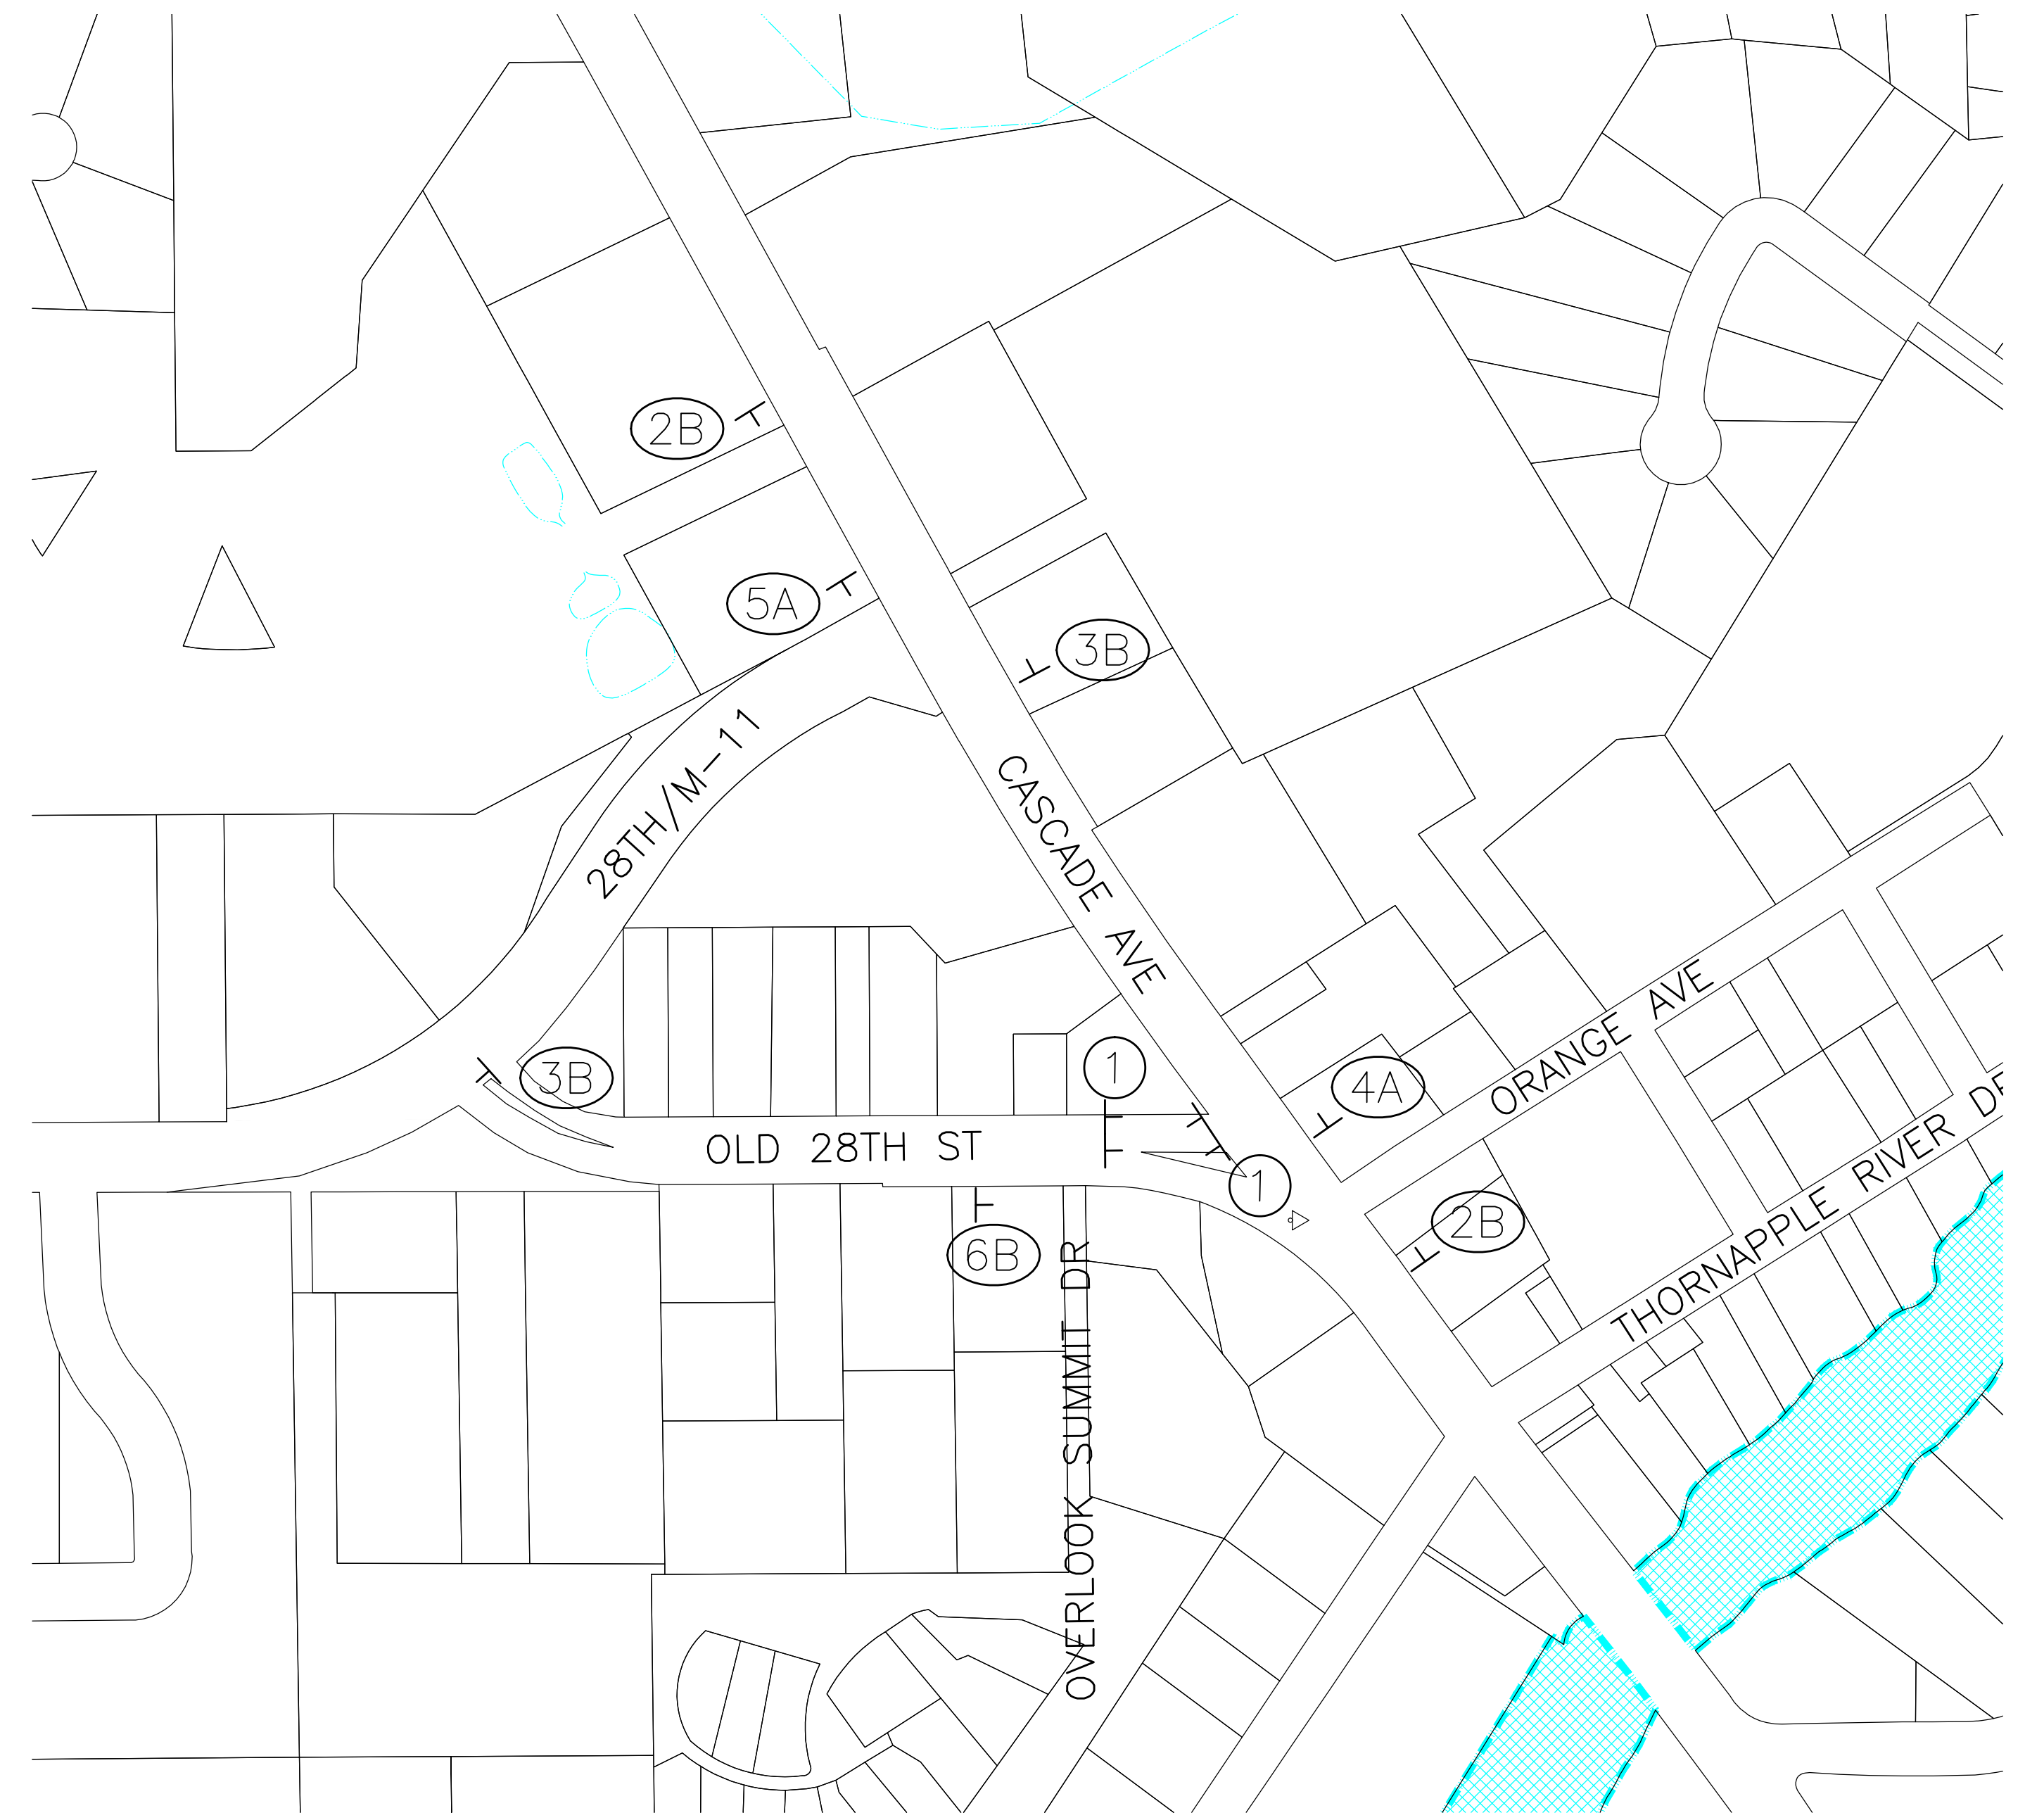 2B
5A
3B
28TH/M-11
CASCADE AVE
3B
1
4A
ORANGE AVE
OLD 28TH ST
1
2B
6B
THORNAPPLE RIVER DR
OVERLOOK SUMMIT DR